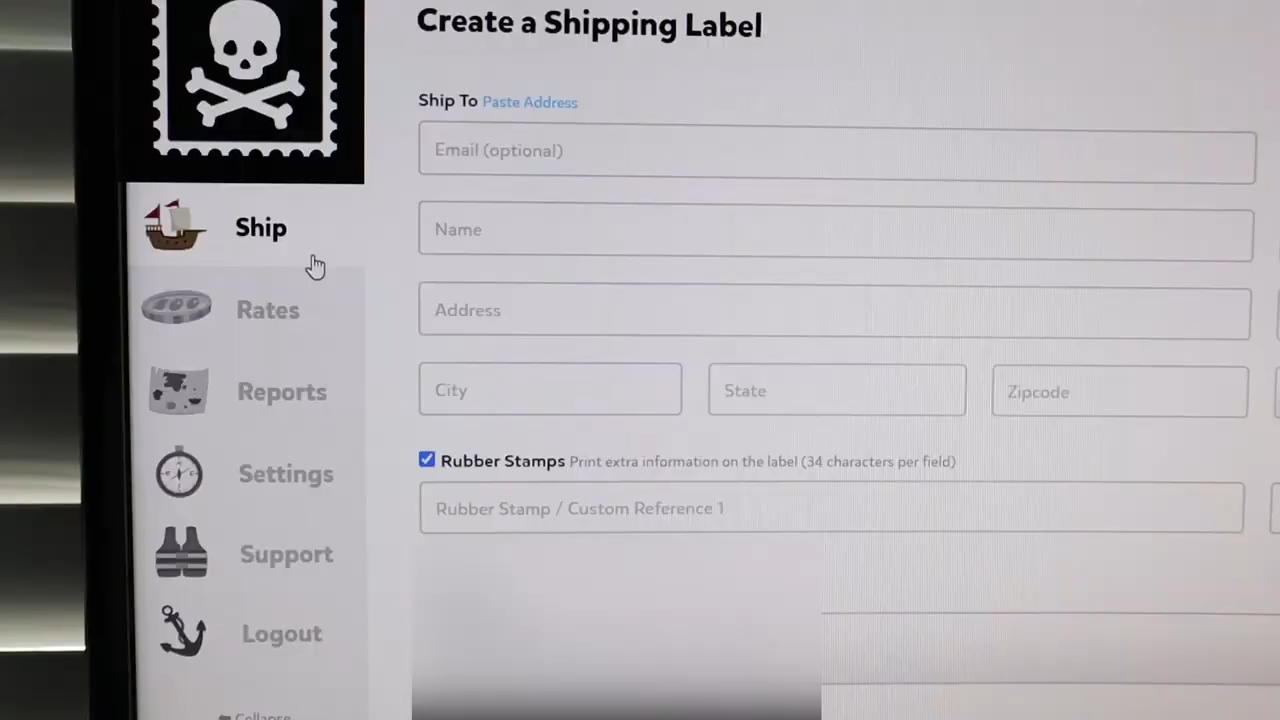 Create a Shipping Label
Ship To Paste Address
Email (optional)
Name
Address
City State Zipcode
Rubber Stamps Print extra information on the label (34 characters per field)
Rubber Stamp / Custom Reference 1
Ship
Rates
Reports
Settings
Support
Logout
Collapse